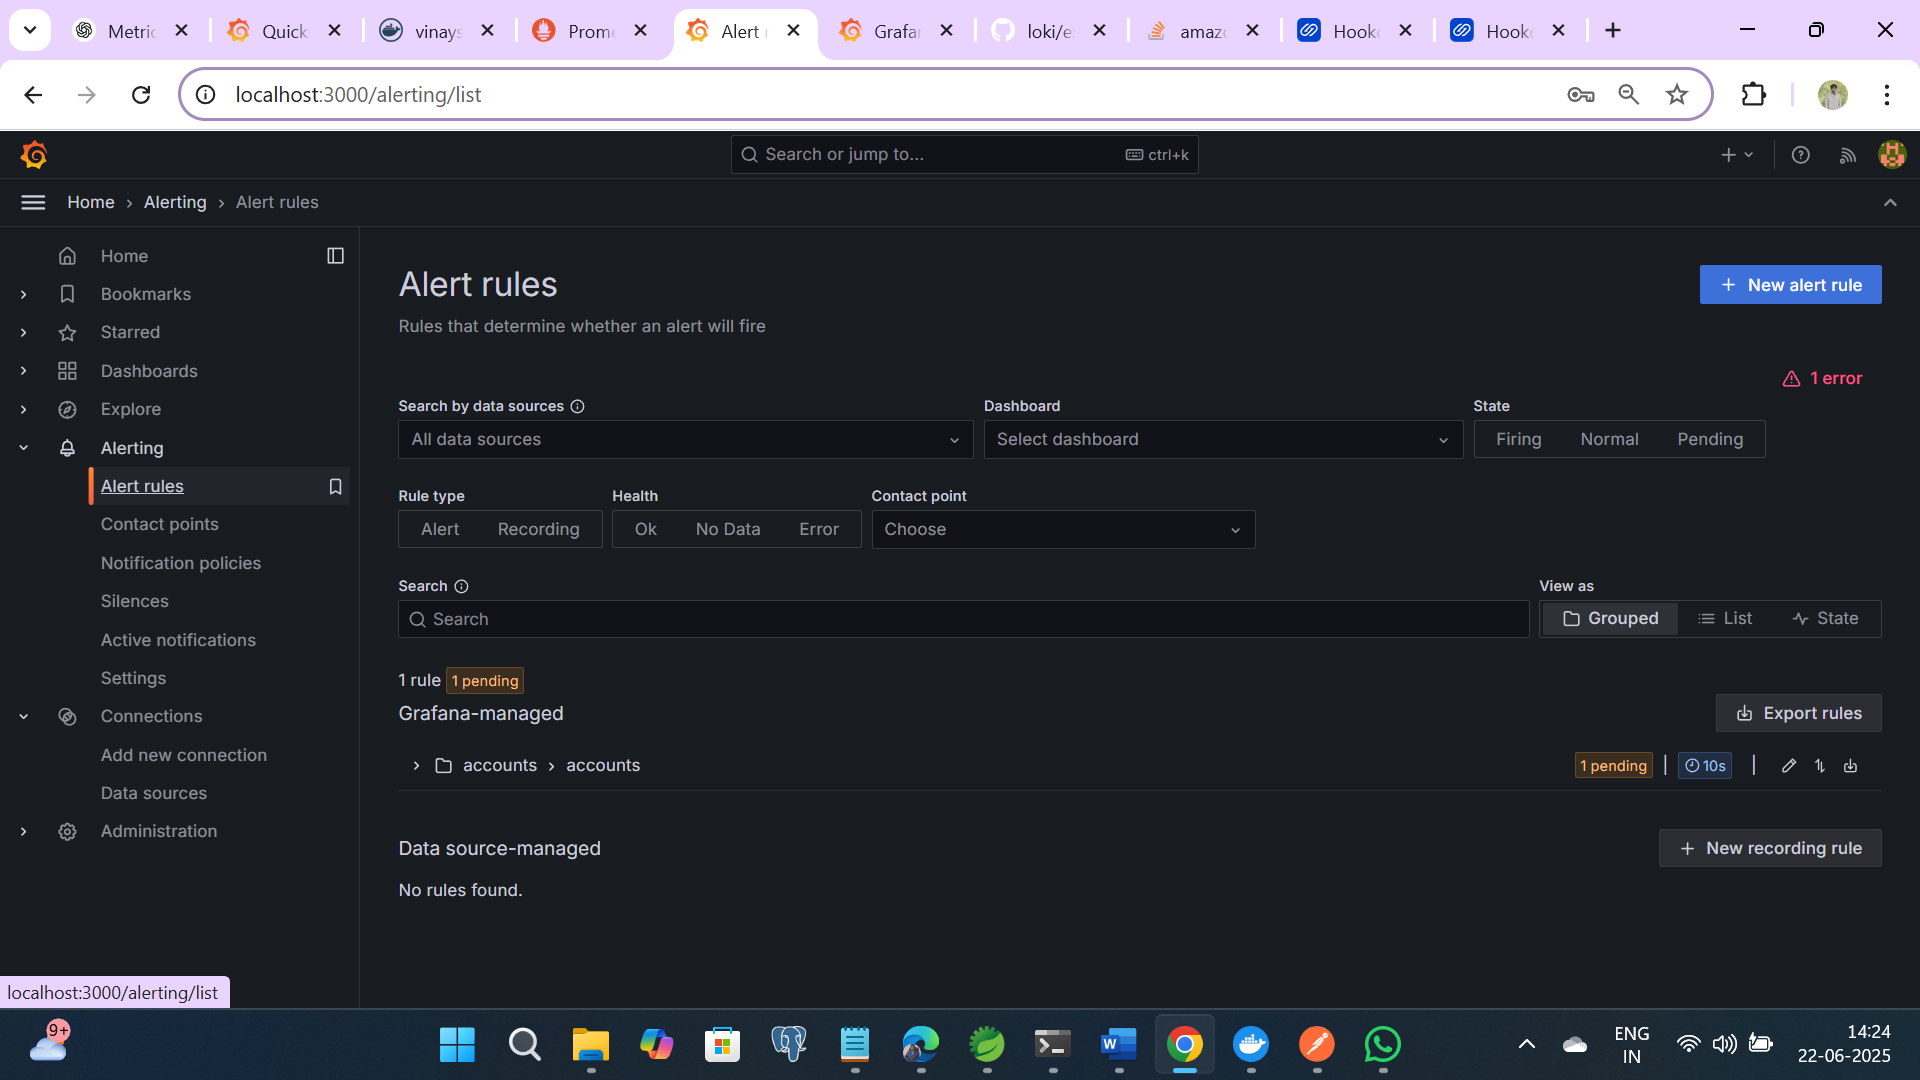 Metric
Quick
vinays
Prome
Alert r
Grafan
loki/e
amazo
Hookd
Hookd
localhost:3000/alerting/list
Search or jump to...
ctrl+k
Home › Alerting › Alert rules
Home
Bookmarks
Starred
Dashboards
Explore
Alerting
Alert rules
Contact points
Notification policies
Silences
Active notifications
Settings
Connections
Add new connection
Data sources
Administration
Alert rules
New alert rule
Rules that determine whether an alert will fire
1 error
Search by data sources
Dashboard
State
All data sources
Select dashboard
Firing Normal Pending
Rule type
Health
Contact point
Alert Recording
Ok No Data Error
Choose
Search
View as
Search
Grouped List State
1 rule 1 pending
Grafana-managed
Export rules
accounts › accounts
1 pending | 10s |
Data source-managed
New recording rule
No rules found.
localhost:3000/alerting/list
9+
W
ENG
IN
14:24
22-06-2025